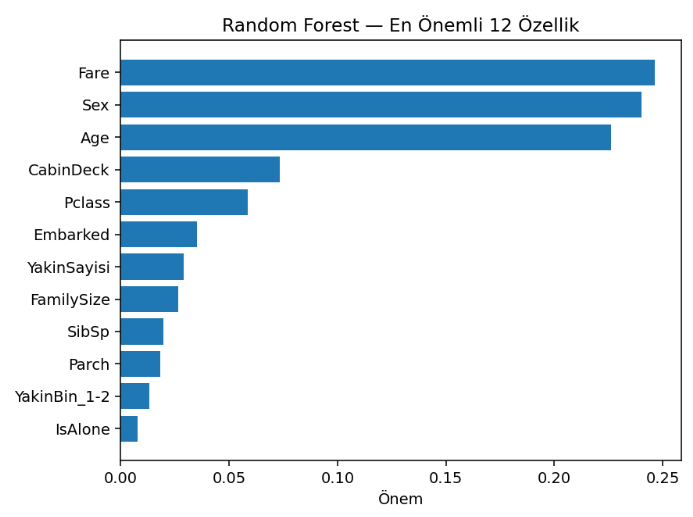 Random Forest — En Önemli 12 Özellik
Fare
Sex
Age
CabinDeck
Pclass
Embarked
YakinSayisi
FamilySize
SibSp
Parch
YakinBin_1-2
IsAlone
0.00 0.05 0.10 0.15 0.20 0.25
Önem